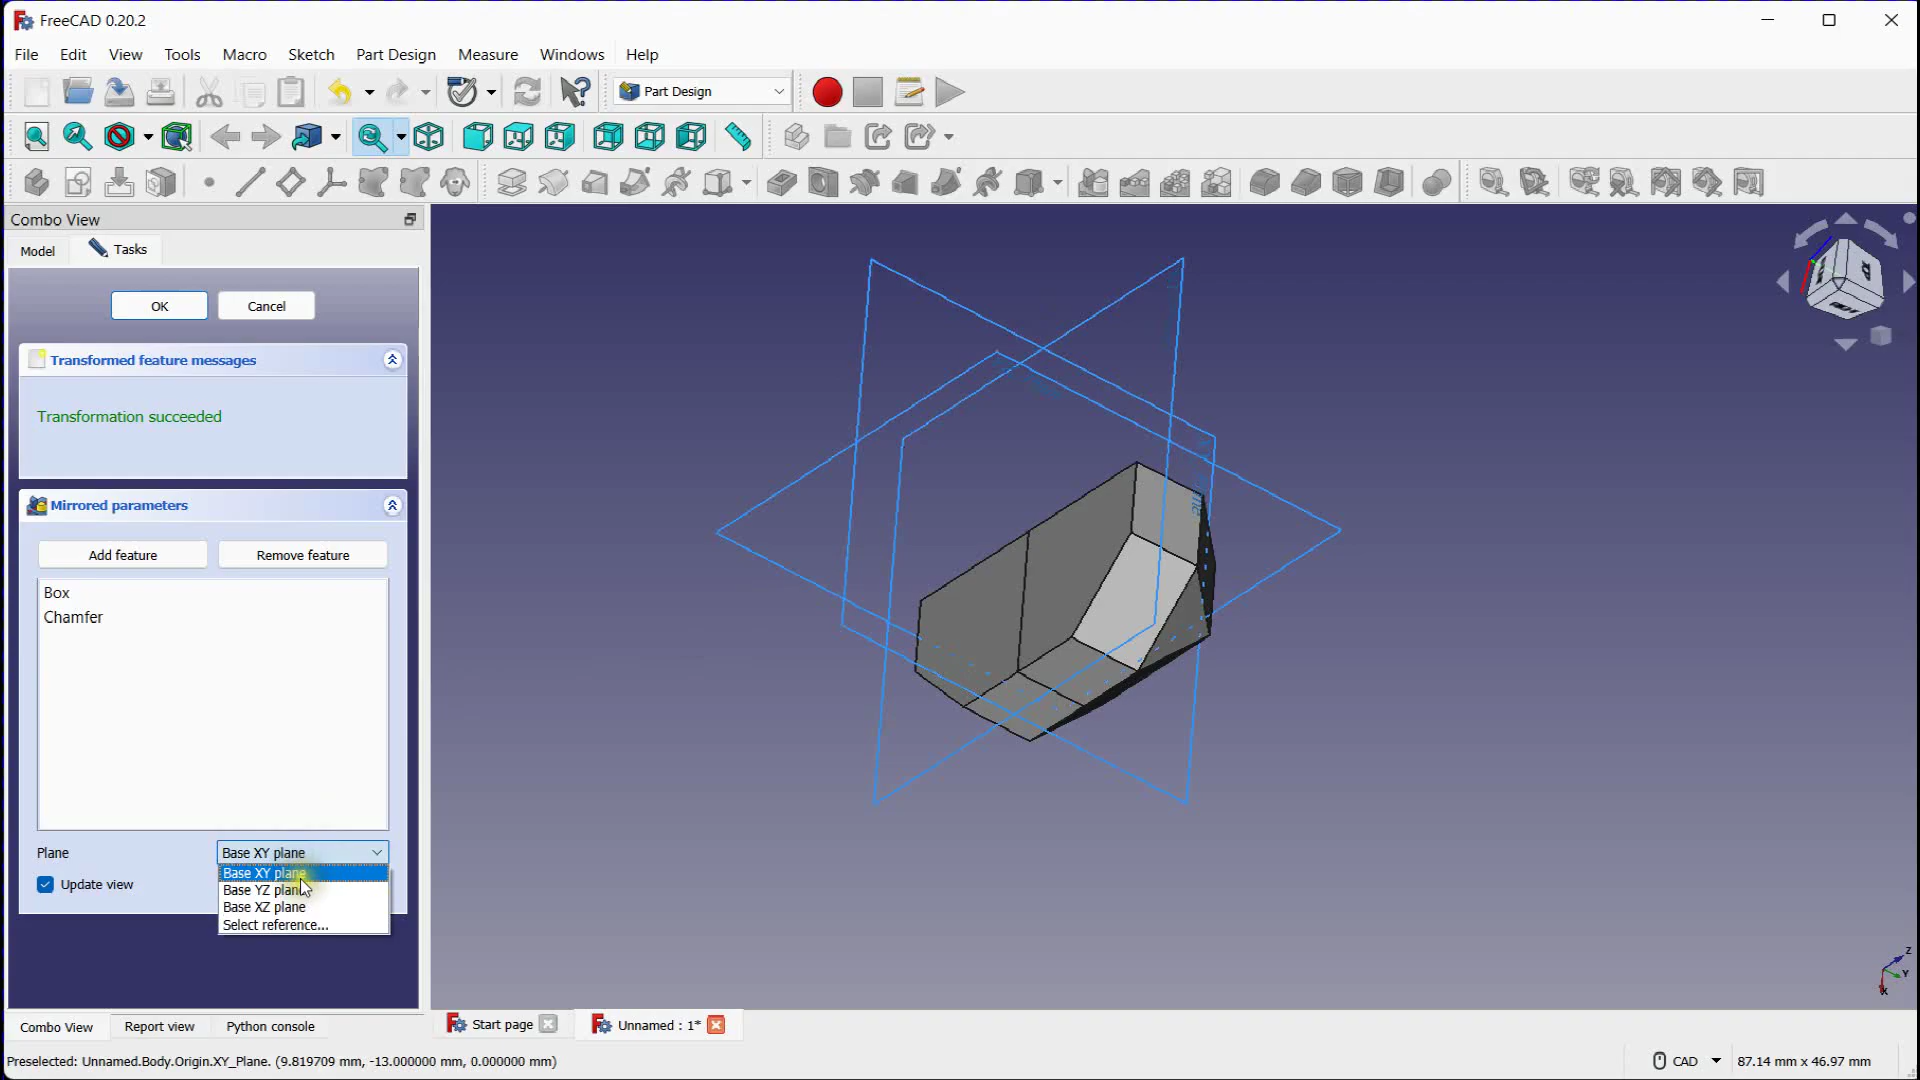 FreeCAD 0.20.2
File Edit View Tools Macro Sketch Part Design Measure Windows Help
Part Design
Combo View
Model Tasks
OK Cancel
Transformed feature messages
Transformation succeeded
Mirrored parameters
Add feature Remove feature
Box
Chamfer
Plane Base XY plane
Base XY plane
Update view
Base YZ plane
Base XZ plane
Select reference...
Z
Y
X
Combo View Report view Python console
Start page
Unnamed : 1*
Preselected: Unnamed.Body.Origin.XY_Plane. (9.819709 mm, -13.000000 mm, 0.000000 mm)
CAD
87.14 mm x 46.97 mm